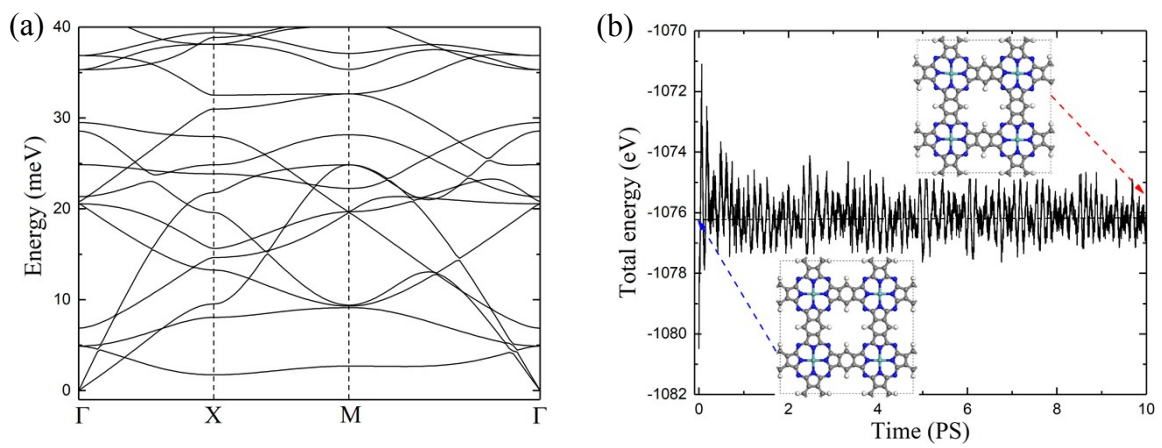 (a)
40
30
20
10
0
Energy (meV)
Γ
X
M
Γ
(b)
-1070
-1072
-1074
-1076
-1078
-1080
-1082
Total energy (eV)
0
2
4
6
8
10
Time (PS)